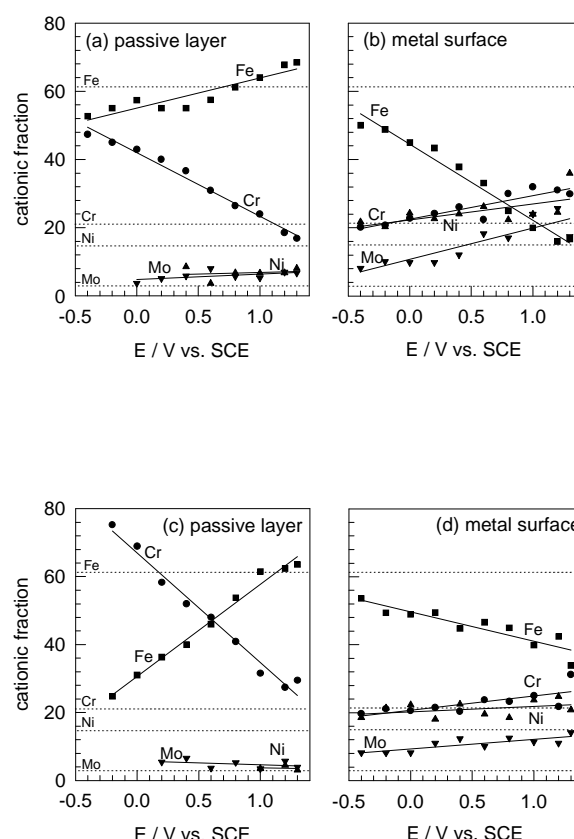 80
60
40
20
0
cationic fraction
(a) passive layer
Fe
Fe
Cr
Cr
Ni
Mo
Ni
Mo
-0.5 0.0 0.5 1.0
E / V vs. SCE
(b) metal surface
Fe
Cr
Ni
Mo
-0.5 0.0 0.5 1.0
E / V vs. SCE
80
60
40
20
0
cationic fraction
(c) passive layer
Cr
Fe
Fe
Cr
Ni
Mo
Ni
Mo
-0.5 0.0 0.5 1.0
E / V vs. SCE
(d) metal surface
Fe
Cr
Ni
Mo
-0.5 0.0 0.5 1.0
E / V vs. SCE